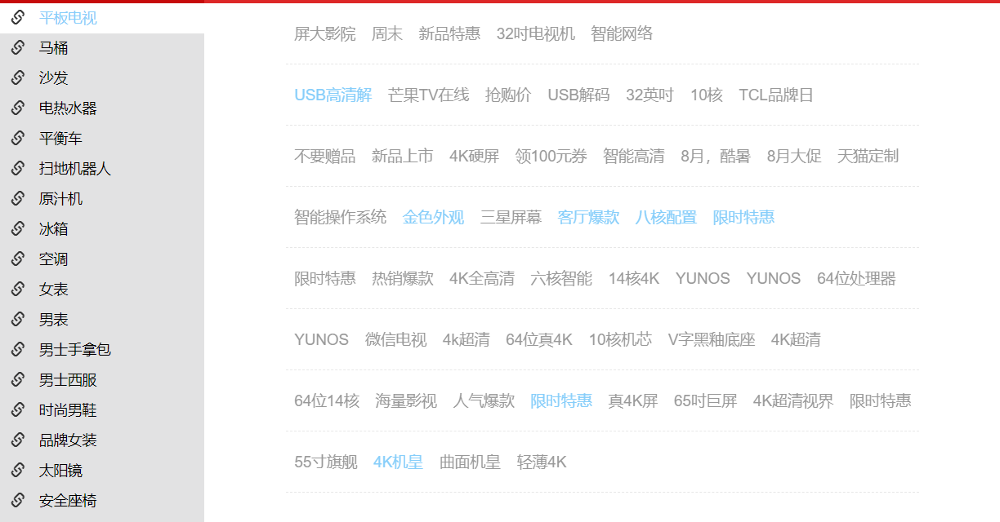 平板电视
马桶
沙发
电热水器
平衡车
扫地机器人
原汁机
冰箱
空调
女表
男表
男士手拿包
男士西服
时尚男鞋
品牌女装
太阳镜
安全座椅
屏大影院 周末 新品特惠 32吋电视机 智能网络
USB高清解 芒果TV在线 抢购价 USB解码 32英吋 10核 TCL品牌日
不要赠品 新品上市 4K硬屏 领100元券 智能高清 8月，酷暑 8月大促 天猫定制
智能操作系统 金色外观 三星屏幕 客厅爆款 八核配置 限时特惠
限时特惠 热销爆款 4K全高清 六核智能 14核4K YUNOS YUNOS 64位处理器
YUNOS 微信电视 4k超清 64位真4K 10核机芯 V字黑釉底座 4K超清
64位14核 海量影视 人气爆款 限时特惠 真4K屏 65吋巨屏 4K超清视界 限时特惠
55寸旗舰 4K机皇 曲面机皇 轻薄4K